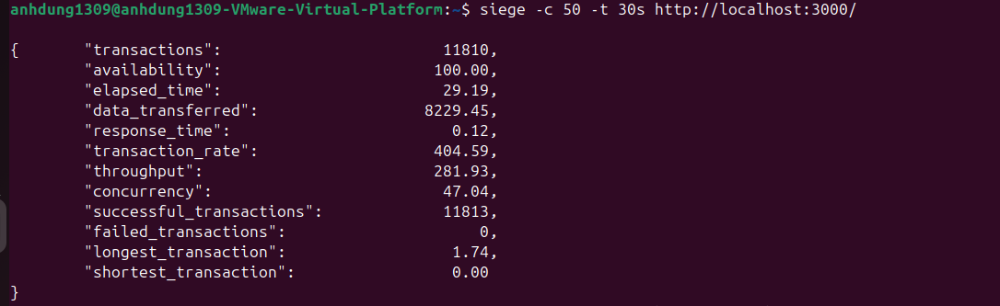 anhdung1309@anhdung1309-VMware-Virtual-Platform:~$ siege -c 50 -t 30s http://localhost:3000/
{ "transactions": 11810,
"availability": 100.00,
"elapsed_time": 29.19,
"data_transferred": 8229.45,
"response_time": 0.12,
"transaction_rate": 404.59,
"throughput": 281.93,
"concurrency": 47.04,
"successful_transactions": 11813,
"failed_transactions": 0,
"longest_transaction": 1.74,
"shortest_transaction": 0.00
}